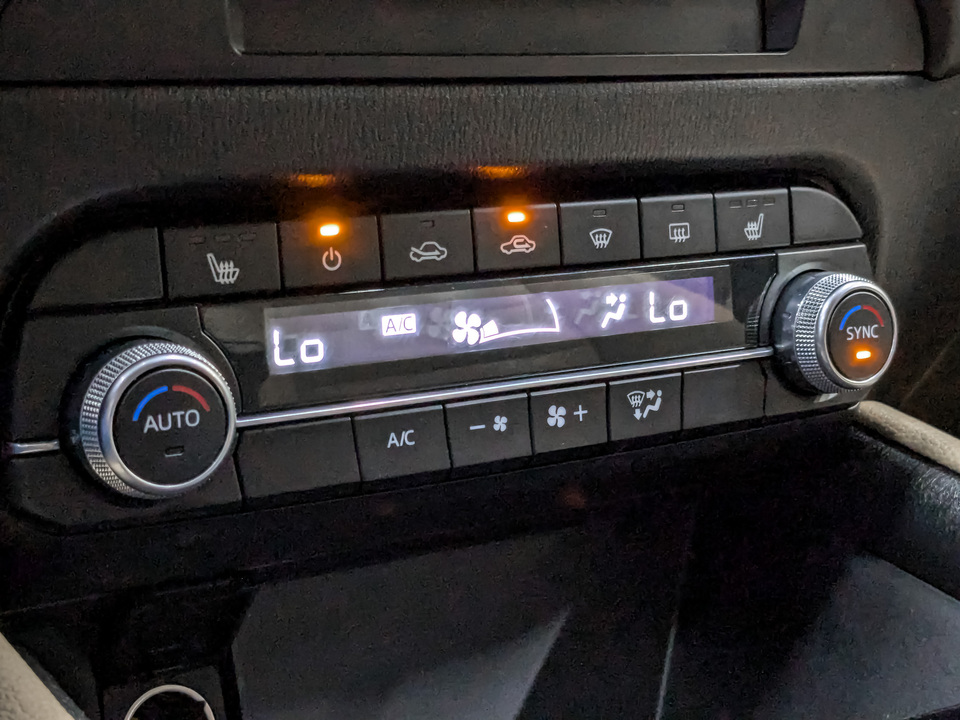 Lo A/C Lo
SYNC
AUTO
A/C
- +